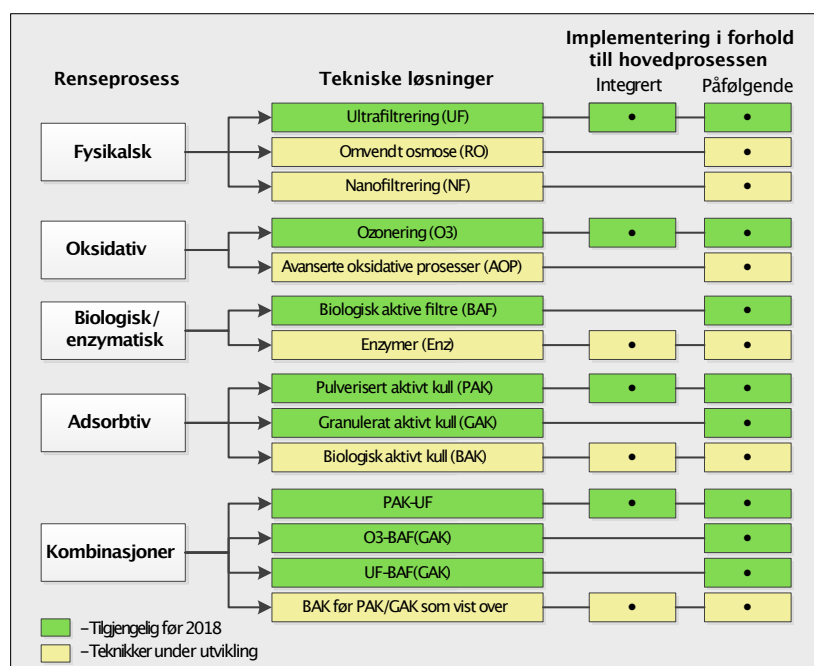 Implementering i forhold
till hovedprosessen
Renseprosess
Tekniske løsninger
Integrert
Påfølgende
Fysikalsk
Ultrafiltrering (UF)
Omvendt osmose (RO)
Nanofiltrering (NF)
Oksidativ
Ozonering (O3)
Avanserte oksidative prosesser (AOP)
Biologisk/
enzymatisk
Biologisk aktive filtre (BAF)
Enzymer (Enz)
Adsorbtiv
Pulverisert aktivt kull (PAK)
Granulerat aktivt kull (GAK)
Biologisk aktivt kull (BAK)
Kombinasjoner
PAK-UF
O3-BAF(GAK)
UF-BAF(GAK)
BAK før PAK/GAK som vist over
–Tilgjengelig før 2018
–Teknikker under utvikling